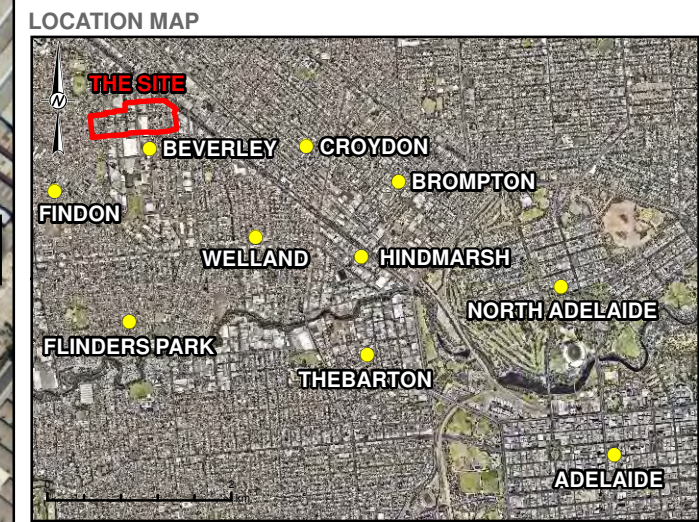 LOCATION MAP
N
THE SITE
BEVERLEY
CROYDON
BROMPTON
FINDON
WELLAND
HINDMARSH
NORTH ADELAIDE
FLINDERS PARK
THEBARTON
ADELAIDE